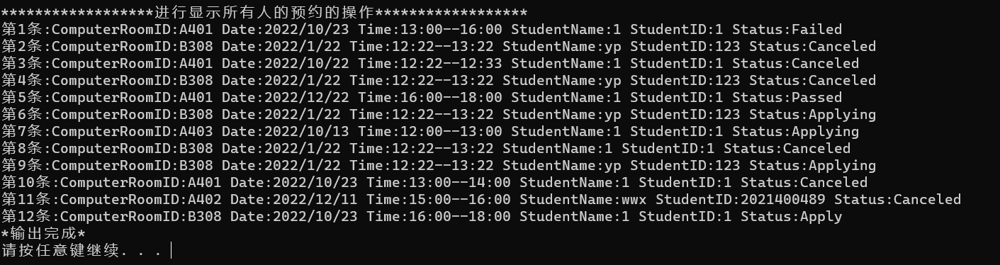 ******************进行显示所有人的预约的操作******************
第1条:ComputerRoomID:A401 Date:2022/10/23 Time:13:00--16:00 StudentName:1 StudentID:1 Status:Failed
第2条:ComputerRoomID:B308 Date:2022/1/22 Time:12:22--13:22 StudentName:yp StudentID:123 Status:Canceled
第3条:ComputerRoomID:A401 Date:2022/10/22 Time:12:22--12:33 StudentName:1 StudentID:1 Status:Canceled
第4条:ComputerRoomID:B308 Date:2022/1/22 Time:12:22--13:22 StudentName:yp StudentID:123 Status:Canceled
第5条:ComputerRoomID:A401 Date:2022/12/22 Time:16:00--18:00 StudentName:1 StudentID:1 Status:Passed
第6条:ComputerRoomID:B308 Date:2022/1/22 Time:12:22--13:22 StudentName:yp StudentID:123 Status:Applying
第7条:ComputerRoomID:A403 Date:2022/10/13 Time:12:00--13:00 StudentName:1 StudentID:1 Status:Applying
第8条:ComputerRoomID:B308 Date:2022/1/22 Time:12:22--13:22 StudentName:1 StudentID:1 Status:Canceled
第9条:ComputerRoomID:B308 Date:2022/1/22 Time:12:22--13:22 StudentName:yp StudentID:123 Status:Applying
第10条:ComputerRoomID:A401 Date:2022/10/23 Time:13:00--14:00 StudentName:1 StudentID:1 Status:Canceled
第11条:ComputerRoomID:A402 Date:2022/12/11 Time:15:00--16:00 StudentName:wwx StudentID:2021400489 Status:Canceled
第12条:ComputerRoomID:B308 Date:2022/10/23 Time:16:00--18:00 StudentName:1 StudentID:1 Status:Apply
*输出完成*
请按任意键继续. . .